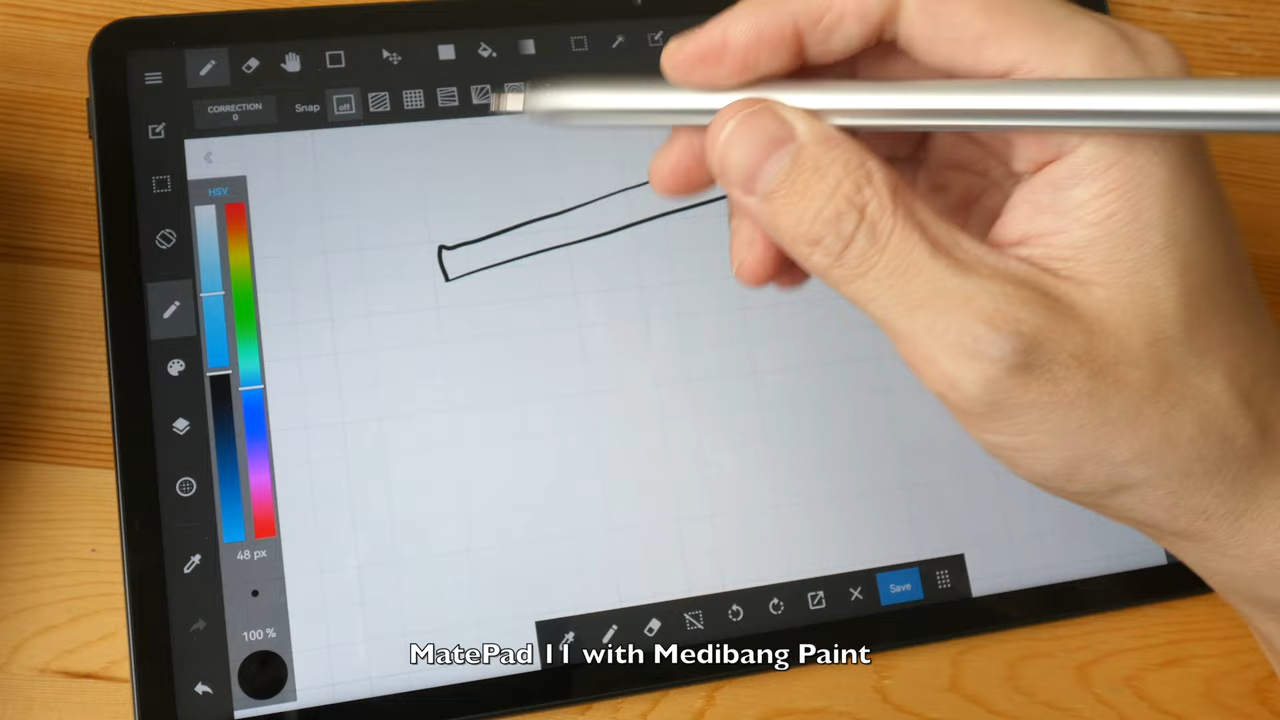 CORRECTION
0
Snap
off
HSV
48 px
100 %
Save
MatePad 11 with Medibang Paint